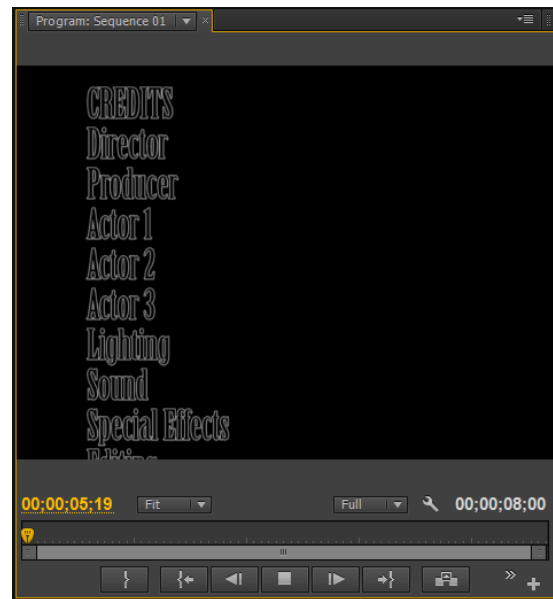 Program: Sequence 01
CREDITS
Director
Producer
Actor 1
Actor 2
Actor 3
Lighting
Sound
Special Effects
Editing
00;00;05;19 Fit Full 00;00;08;00